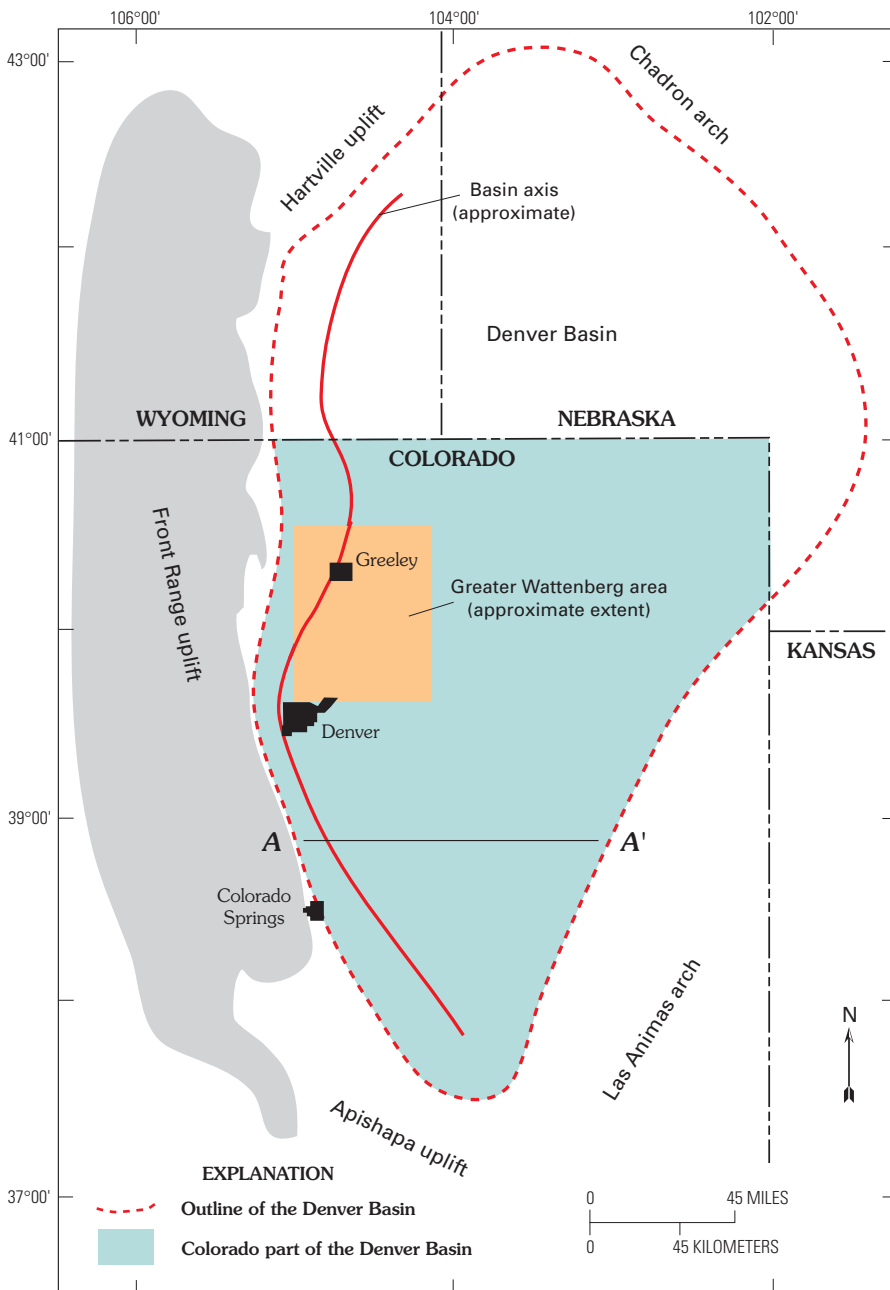 106°00'
104°00'
102°00'
43°00'
Chadron arch
Hartville uplift
Basin axis
(approximate)
Denver Basin
WYOMING
NEBRASKA
41°00'
COLORADO
Front Range uplift
Greeley
Greater Wattenberg area
(approximate extent)
KANSAS
Denver
39°00'
A
A'
Colorado
Springs
Las Animas arch
N
Apishapa uplift
EXPLANATION
37°00'
Outline of the Denver Basin
Colorado part of the Denver Basin
0
45 MILES
0
45 KILOMETERS